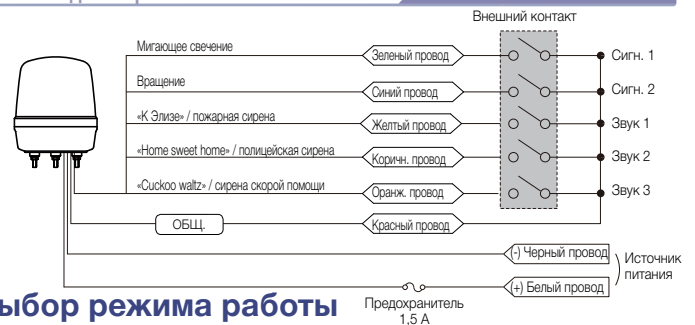 Внешний контакт
Мигающее свечение
Зеленый провод
Сигн. 1
Вращение
Синий провод
Сигн. 2
«К Элизе» / пожарная сирена
Желтый провод
Звук 1
«Home sweet home» / полицейская сирена
Коричн. провод
Звук 2
«Cuckoo waltz» / сирена скорой помощи
Оранж. провод
Звук 3
ОБЩ.
Красный провод
(-) Черный провод
Источник
питания
(+) Белый провод
Предохранитель
1,5 А
ыбор режима работы